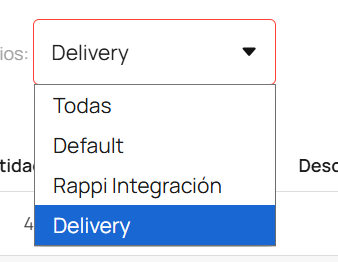 ios: Delivery
Todas
Default
Rappi Integración
Delivery
tidad Desc
4